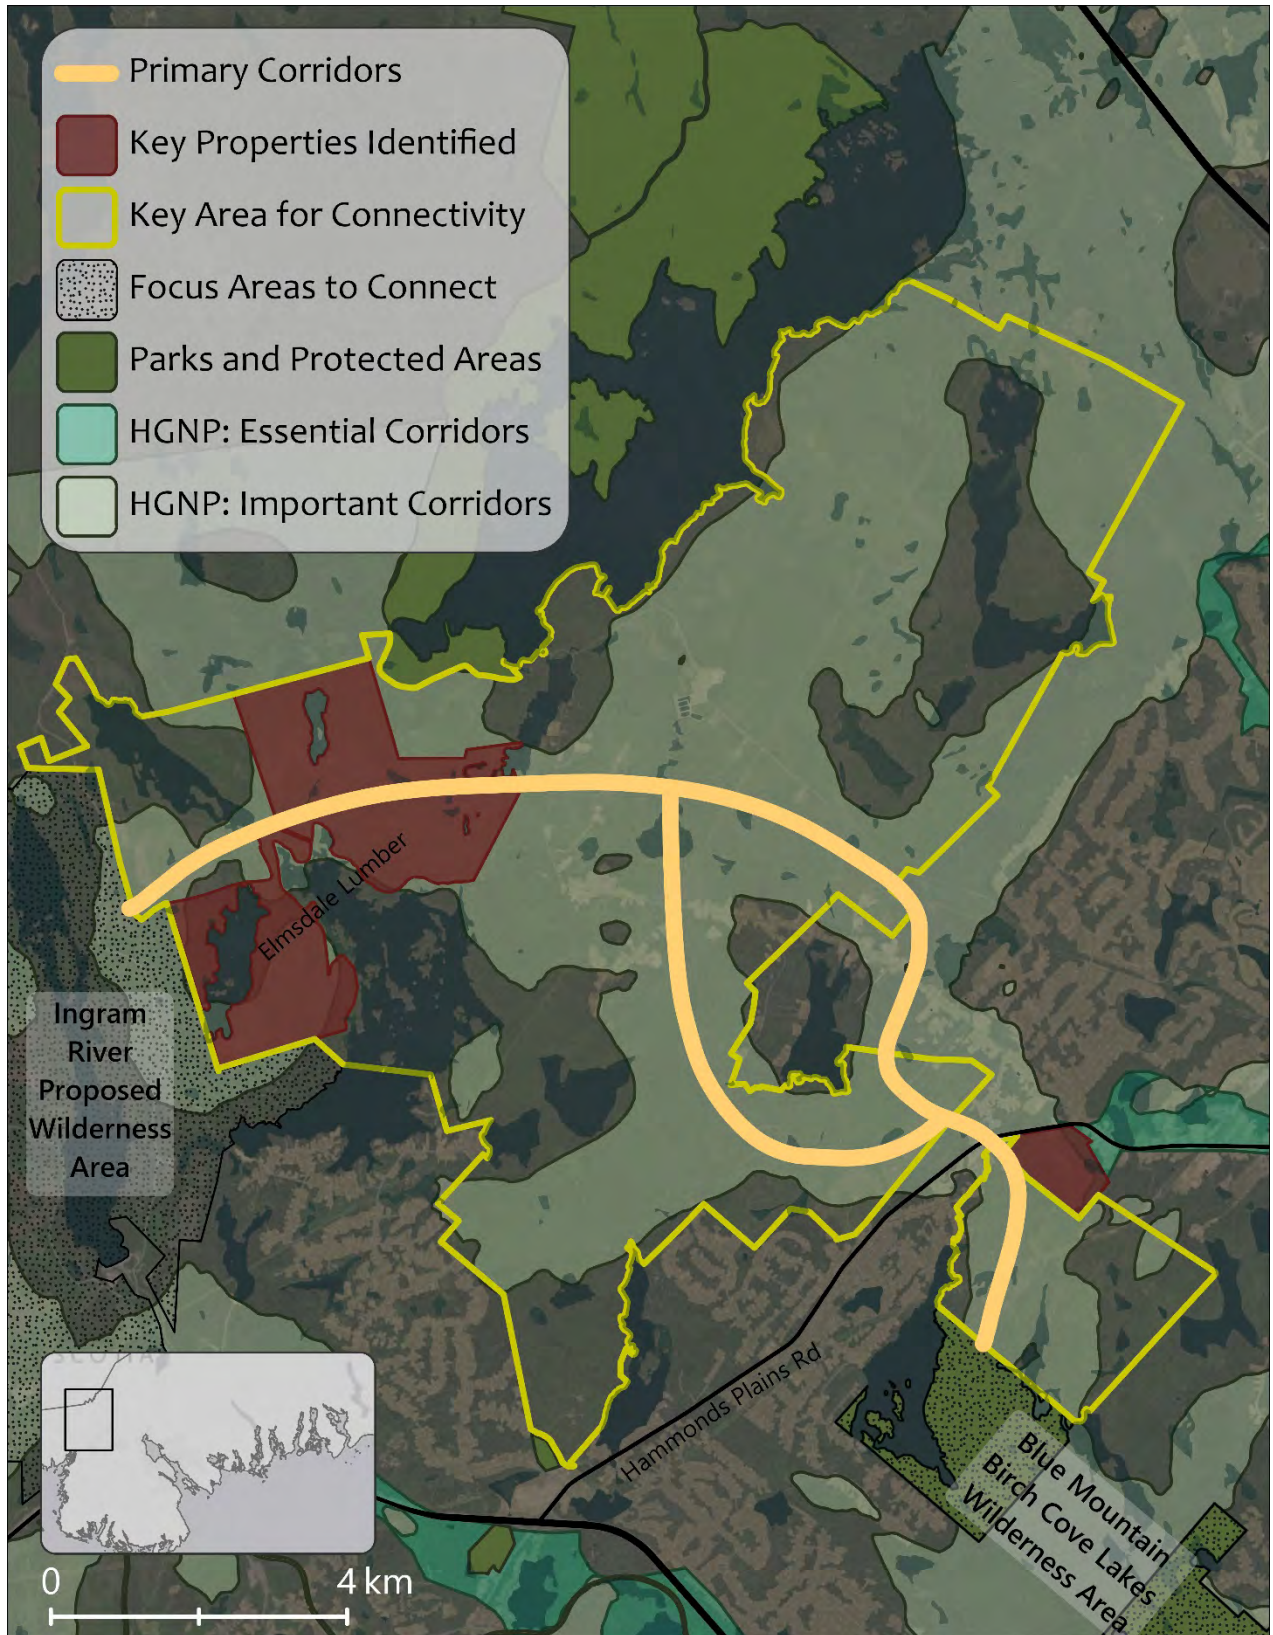 Primary Corridors
Key Properties Identified
Key Area for Connectivity
Focus Areas to Connect
Parks and Protected Areas
HGNP: Essential Corridors
HGNP: Important Corridors
Elmsdale Lumber
Ingram
River
Proposed
Wilderness
Area
Hammonds Plains Rd
Blue Mountain
Birch Cove Lakes
Wilderness Area
SCOTIA
0 4 km